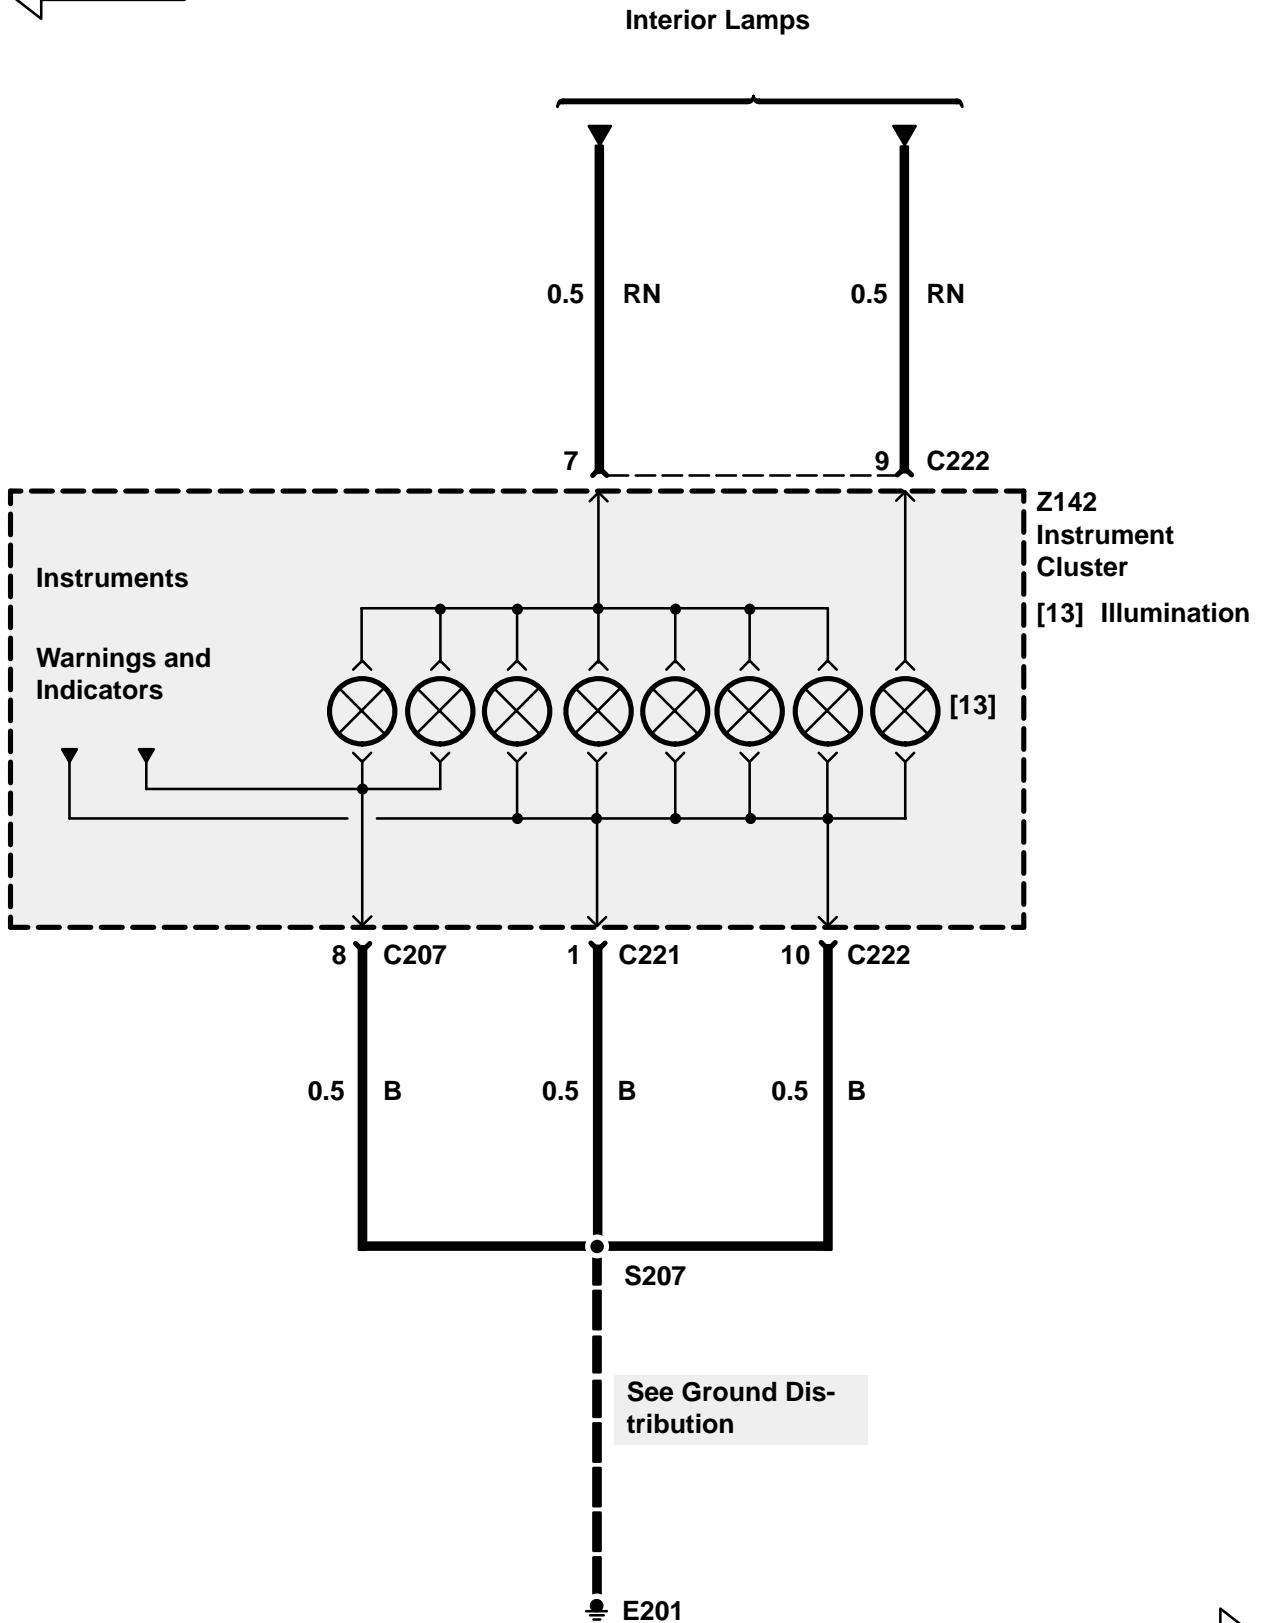 Interior Lamps
0.5 RN 0.5 RN
7 9 C222
Z142
Instrument
Cluster
[13] Illumination
Instruments
Warnings and
Indicators
[13]
8 C207 1 C221 10 C222
0.5 B 0.5 B 0.5 B
S207
See Ground Dis-
tribution
E201